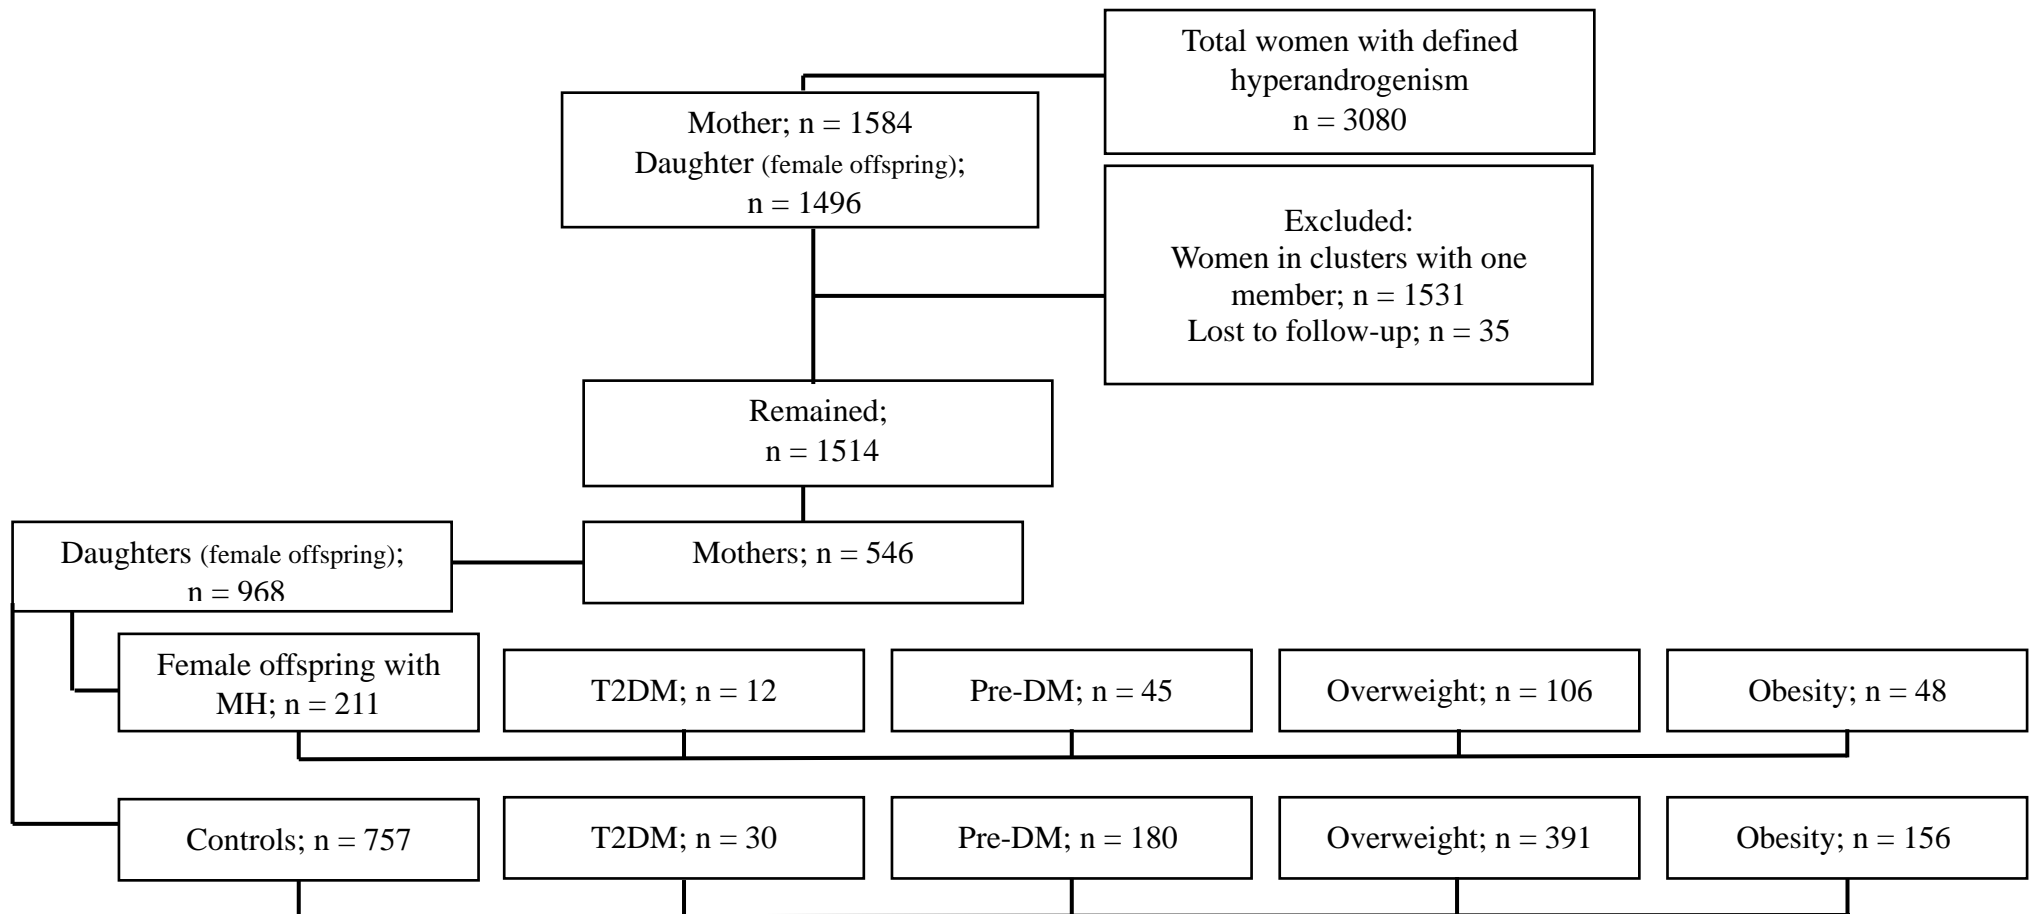 Total women with defined
hyperandrogenism
n = 3080
Mother; n = 1584
Daughter (female offspring);
n = 1496
Excluded:
Women in clusters with one
member; n = 1531
Lost to follow-up; n = 35
Remained;
n = 1514
Daughters (female offspring);
n = 968
Mothers; n = 546
Female offspring with
MH; n = 211
T2DM; n = 12
Pre-DM; n = 45
Overweight; n = 106
Obesity; n = 48
Controls; n = 757
T2DM; n = 30
Pre-DM; n = 180
Overweight; n = 391
Obesity; n = 156